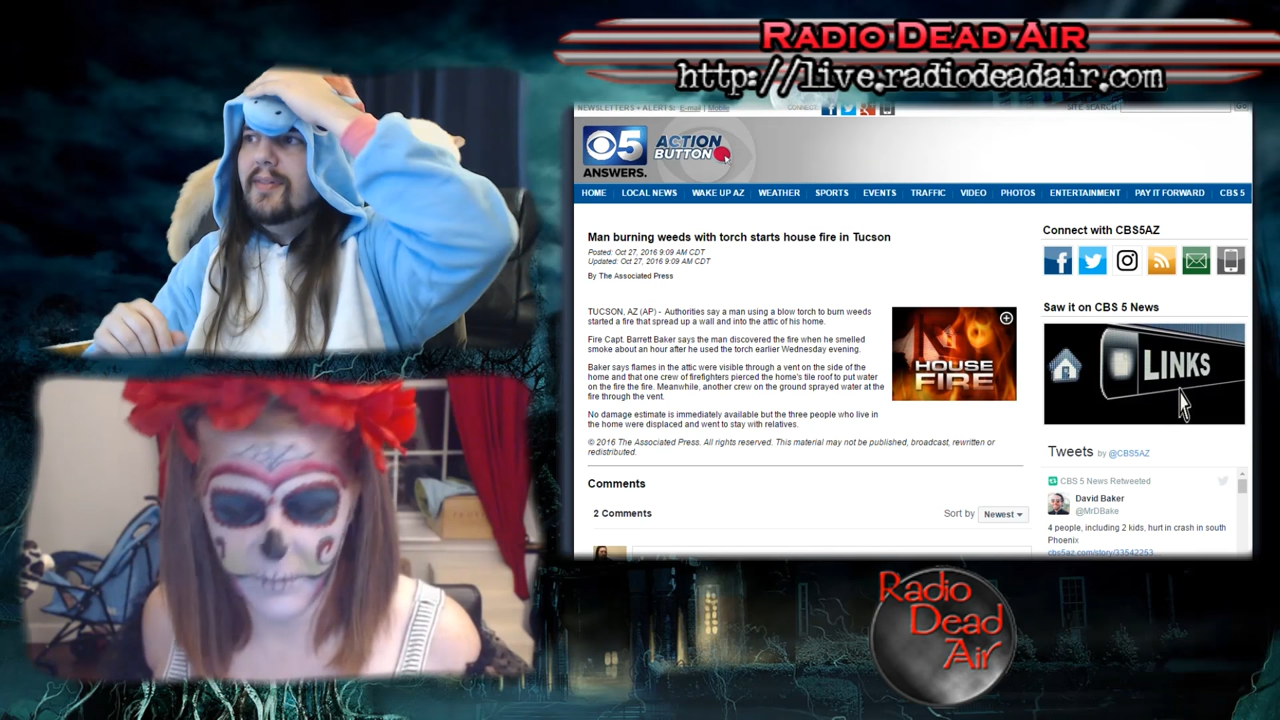 RADIO DEAD AIR
http://live.radiodeadair.com
NEWSLETTERS + ALERTS: E-mail | Mobile
CONNECT:
SITE SEARCH
GO
5
ACTION
BUTTON
ANSWERS.
HOME LOCAL NEWS WAKE UP AZ WEATHER SPORTS EVENTS TRAFFIC VIDEO PHOTOS ENTERTAINMENT PAY IT FORWARD CBS 5
Man burning weeds with torch starts house fire in Tucson
Posted: Oct 27, 2016 9:09 AM CDT
Updated: Oct 27, 2016 9:09 AM CDT
By The Associated Press
TUCSON, AZ (AP) - Authorities say a man using a blow torch to burn weeds
started a fire that spread up a wall and into the attic of his home.
Fire Capt. Barrett Baker says the man discovered the fire when he smelled
smoke about an hour after he used the torch earlier Wednesday evening.
Baker says flames in the attic were visible through a vent on the side of the
home and that one crew of firefighters pierced the home's tile roof to put water
on the fire the fire. Meanwhile, another crew on the ground sprayed water at the
fire through the vent.
No damage estimate is immediately available but the three people who live in
the home were displaced and went to stay with relatives.
© 2016 The Associated Press. All rights reserved. This material may not be published, broadcast, rewritten or
redistributed.
HOUSE
FIRE
Comments
2 Comments
Sort by Newest
Connect with CBS5AZ
Saw it on CBS 5 News
LINKS
Tweets by @CBS5AZ
CBS 5 News Retweeted
David Baker
@MrDBake
4 people, including 2 kids, hurt in crash in south
Phoenix
cbs5az.com/story/33542253
Radio
Dead
Air